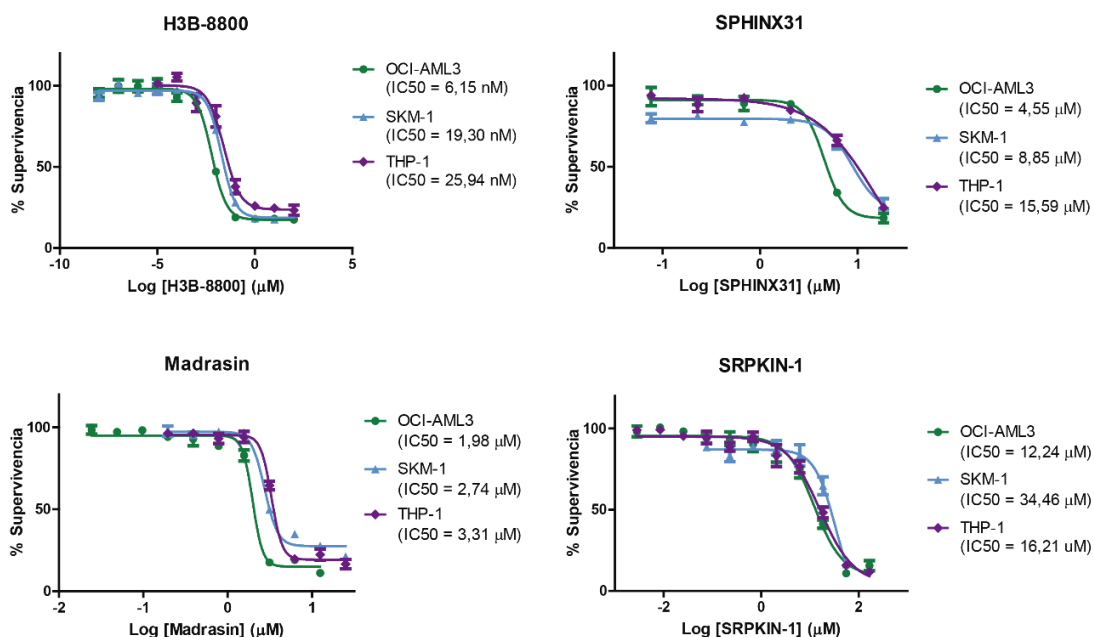 H3B-8800
% Supervivencia
100
50
0
-10
-5
0
5
Log [H3B-8800] (µM)
OCI-AML3
(IC50 = 6,15 nM)
SKM-1
(IC50 = 19,30 nM)
THP-1
(IC50 = 25,94 nM)
SPHINX31
% Supervivencia
100
50
0
-1
0
1
Log [SPHINX31] (µM)
OCI-AML3
(IC50 = 4,55 µM)
SKM-1
(IC50 = 8,85 µM)
THP-1
(IC50 = 15,59 µM)
Madrasin
% Supervivencia
100
50
0
-2
-1
0
1
Log [Madrasin] (µM)
OCI-AML3
(IC50 = 1,98 µM)
SKM-1
(IC50 = 2,74 µM)
THP-1
(IC50 = 3,31 µM)
SRPKIN-1
% Supervivencia
100
50
0
-2
0
2
Log [SRPKIN-1] (µM)
OCI-AML3
(IC50 = 12,24 µM)
SKM-1
(IC50 = 34,46 µM)
THP-1
(IC50 = 16,21 uM)